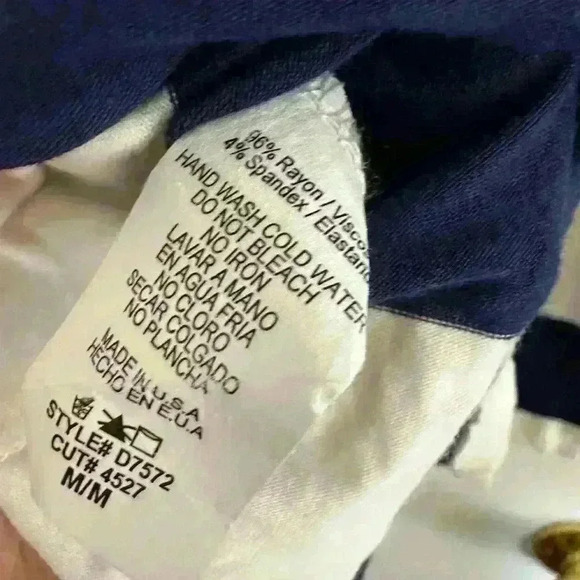 96% Rayon / Viscos
4% Spandex / Elastano
HAND WASH COLD WATER
DO NOT BLEACH
NO IRON
LAVAR A MANO
EN AGUA FRIA
NO CLORO
SECAR COLGADO
NO PLANCHA
MADE IN U.S.A
HECHO EN E.U.A
STYLE# D7572
CUT# 4527
M/M